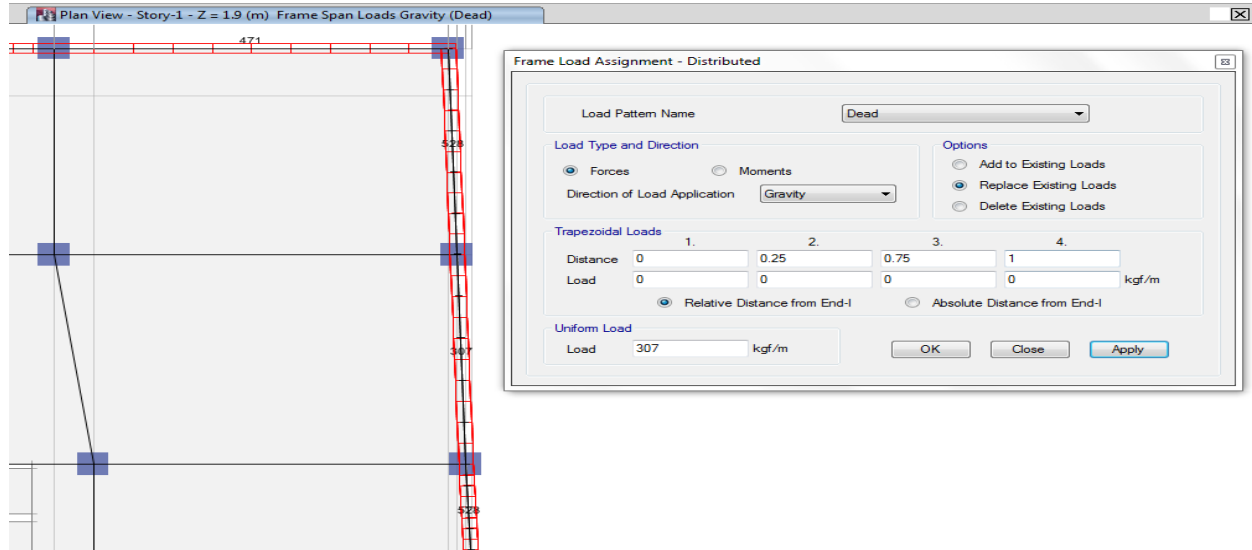 Plan View - Story-1 - Z = 1.9 (m) Frame Span Loads Gravity (Dead)
471
528
307
528
Frame Load Assignment - Distributed
Load Pattern Name Dead
Load Type and Direction
Forces Moments
Direction of Load Application Gravity
Options
Add to Existing Loads
Replace Existing Loads
Delete Existing Loads
Trapezoidal Loads
1. 2. 3. 4.
Distance 0 0.25 0.75 1
Load 0 0 0 0 kgf/m
Relative Distance from End-I Absolute Distance from End-I
Uniform Load
Load 307 kgf/m
OK Close Apply